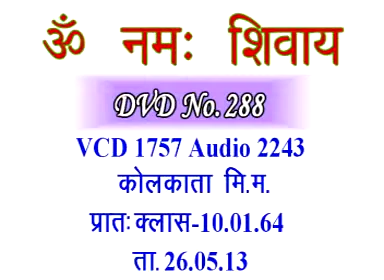 ॐ नमः शिवाय
DVD No. 288
VCD 1757 Audio 2243
कोलकाता मि.म.
प्रातः क्लास-10.01.64
ता. 26.05.13